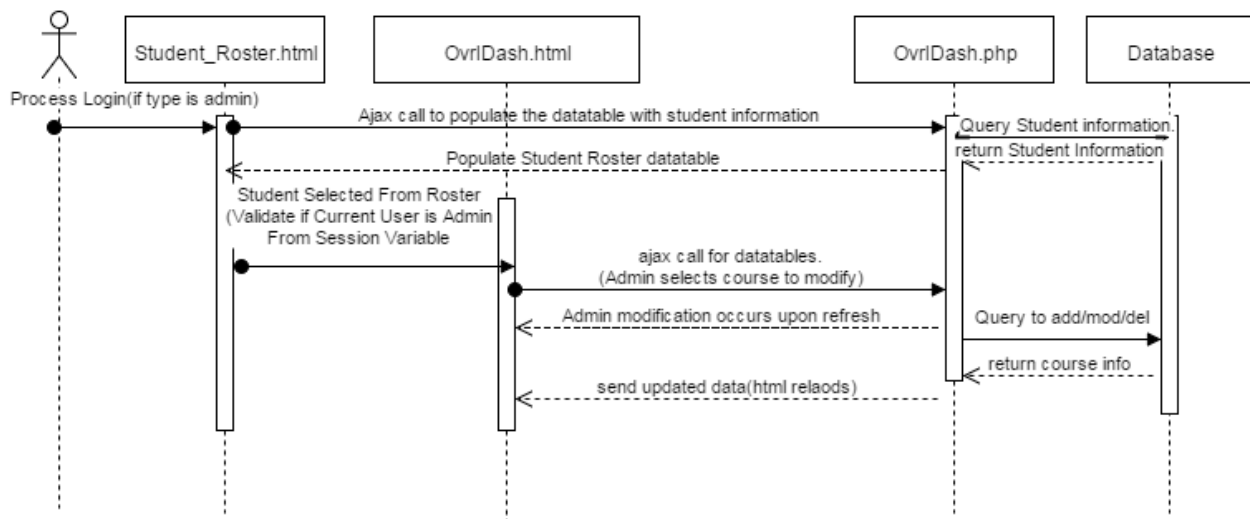 Student_Roster.html
OvrlDash.html
OvrlDash.php
Database
Process Login(if type is admin)
Ajax call to populate the datatable with student information
Query Student information.
return Student Information
Populate Student Roster datatable
Student Selected From Roster
(Validate if Current User is Admin
From Session Variable
ajax call for datatables.
(Admin selects course to modify)
Admin modification occurs upon refresh
Query to add/mod/del
return course info
send updated data(html relaods)